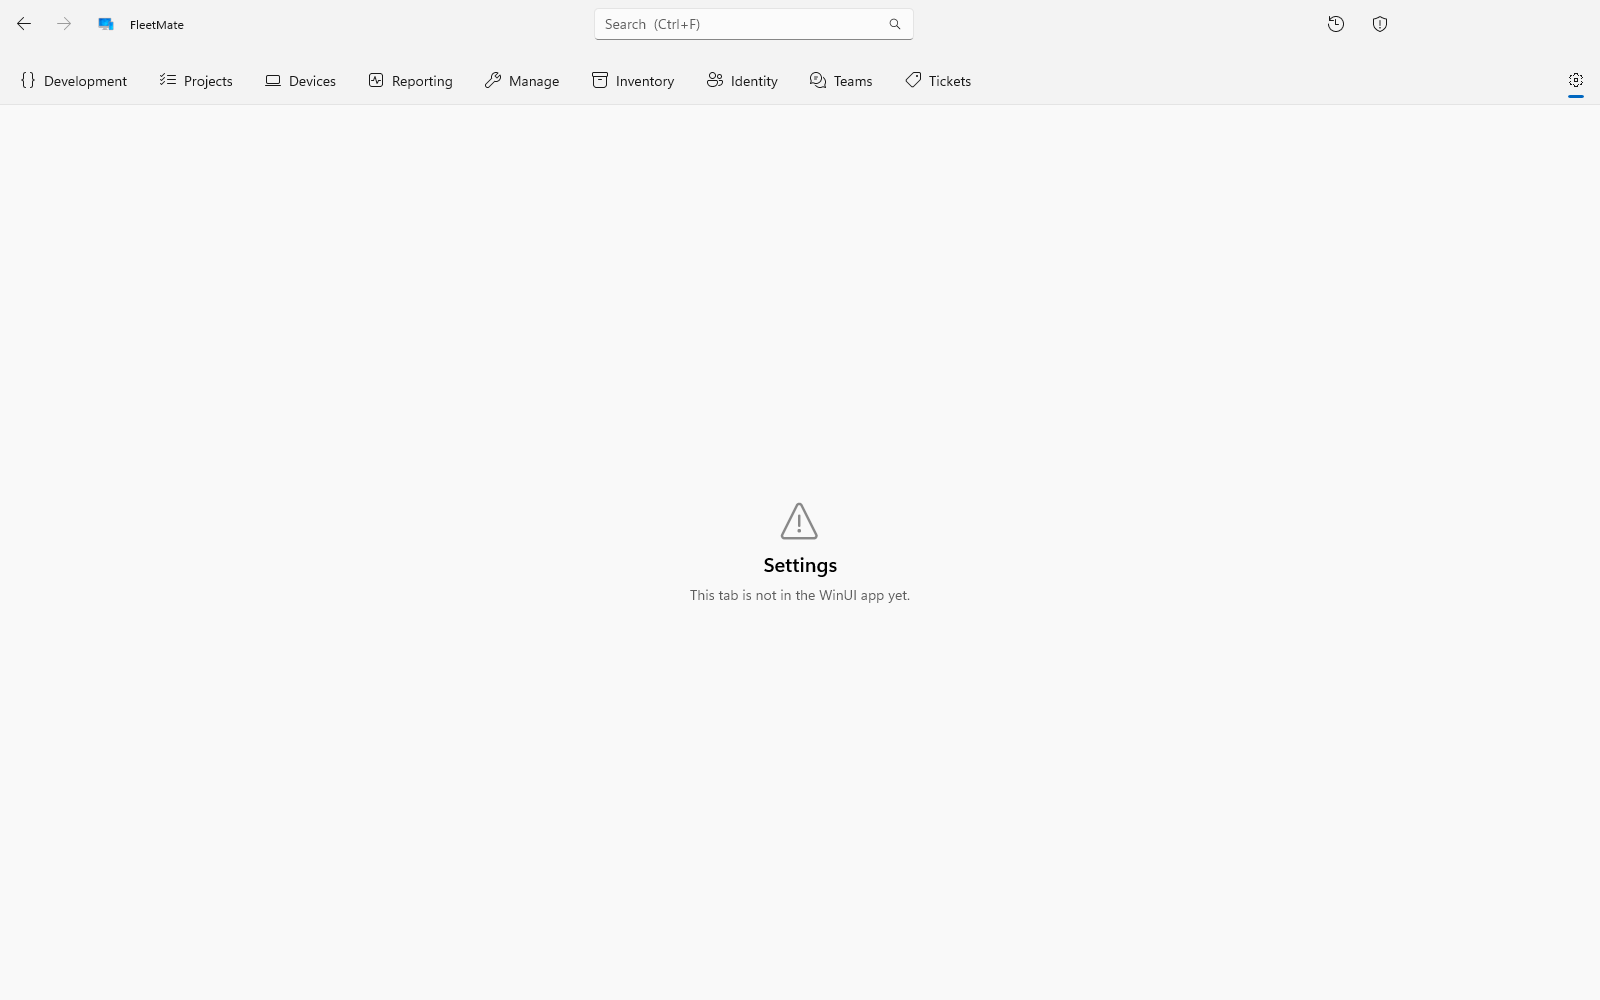 FleetMate
Search (Ctrl+F)
Development
Projects
Devices
Reporting
Manage
Inventory
Identity
Teams
Tickets
Settings
This tab is not in the WinUI app yet.